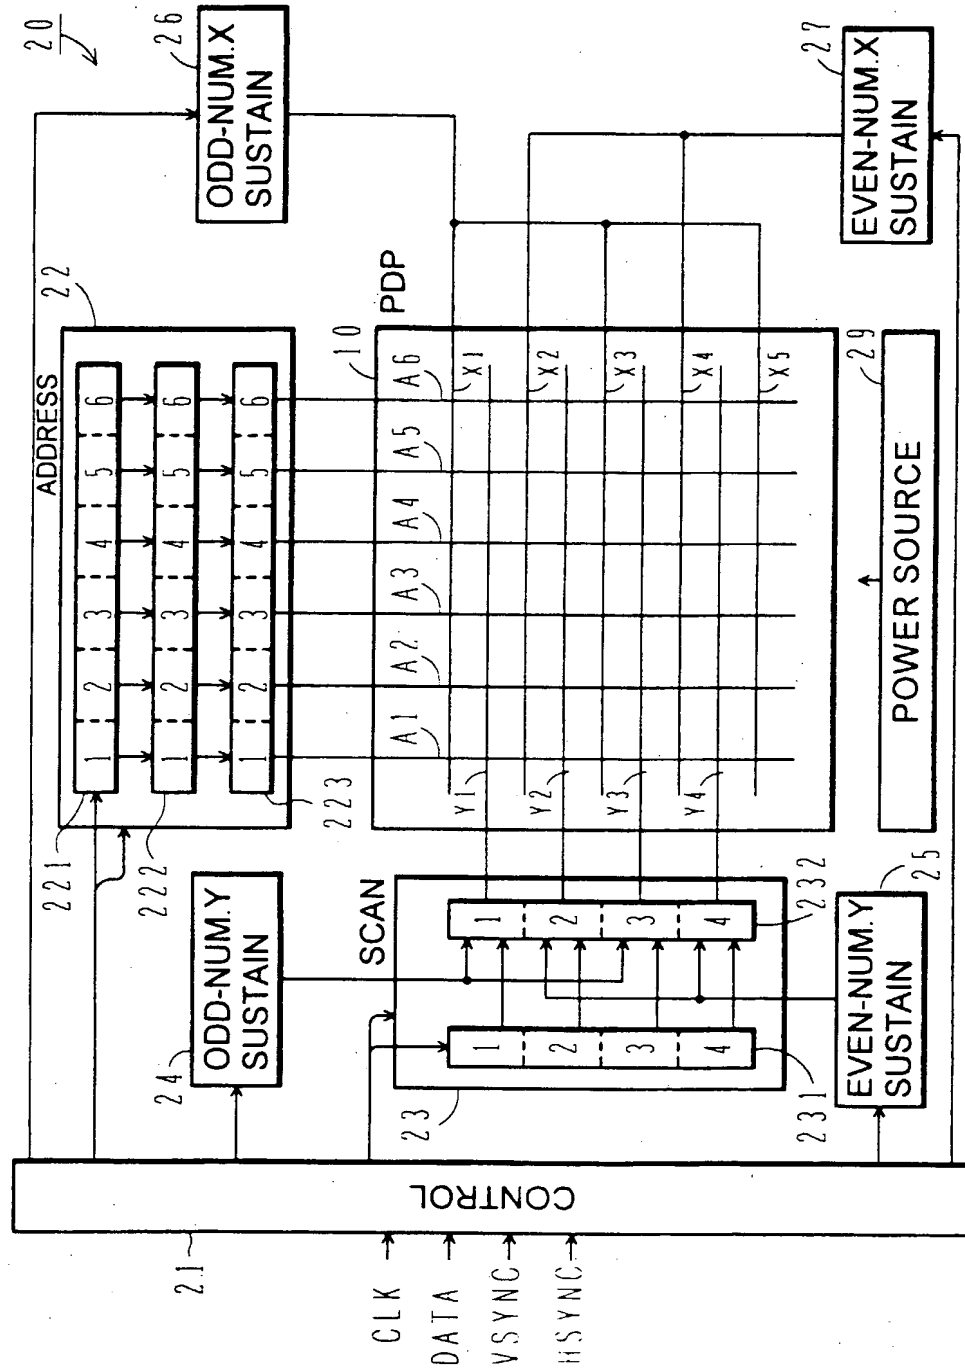 20
CLK
DATA
VSYNC
HSYNC
21
CONTROL
ADDRESS
22
221
1 2 3 4 5 6
222
1 2 3 4 5 6
223
1 2 3 4 5 6
24
ODD-NUM.Y
SUSTAIN
26
ODD-NUM.X
SUSTAIN
SCAN
23
231
1
2
3
4
232
1
2
3
4
EVEN-NUM.Y
SUSTAIN
25
10
PDP
A1 A2 A3 A4 A5 A6
Y1
X1
Y2
X2
Y3
X3
Y4
X4
X5
27
EVEN-NUM.X
SUSTAIN
29
POWER SOURCE